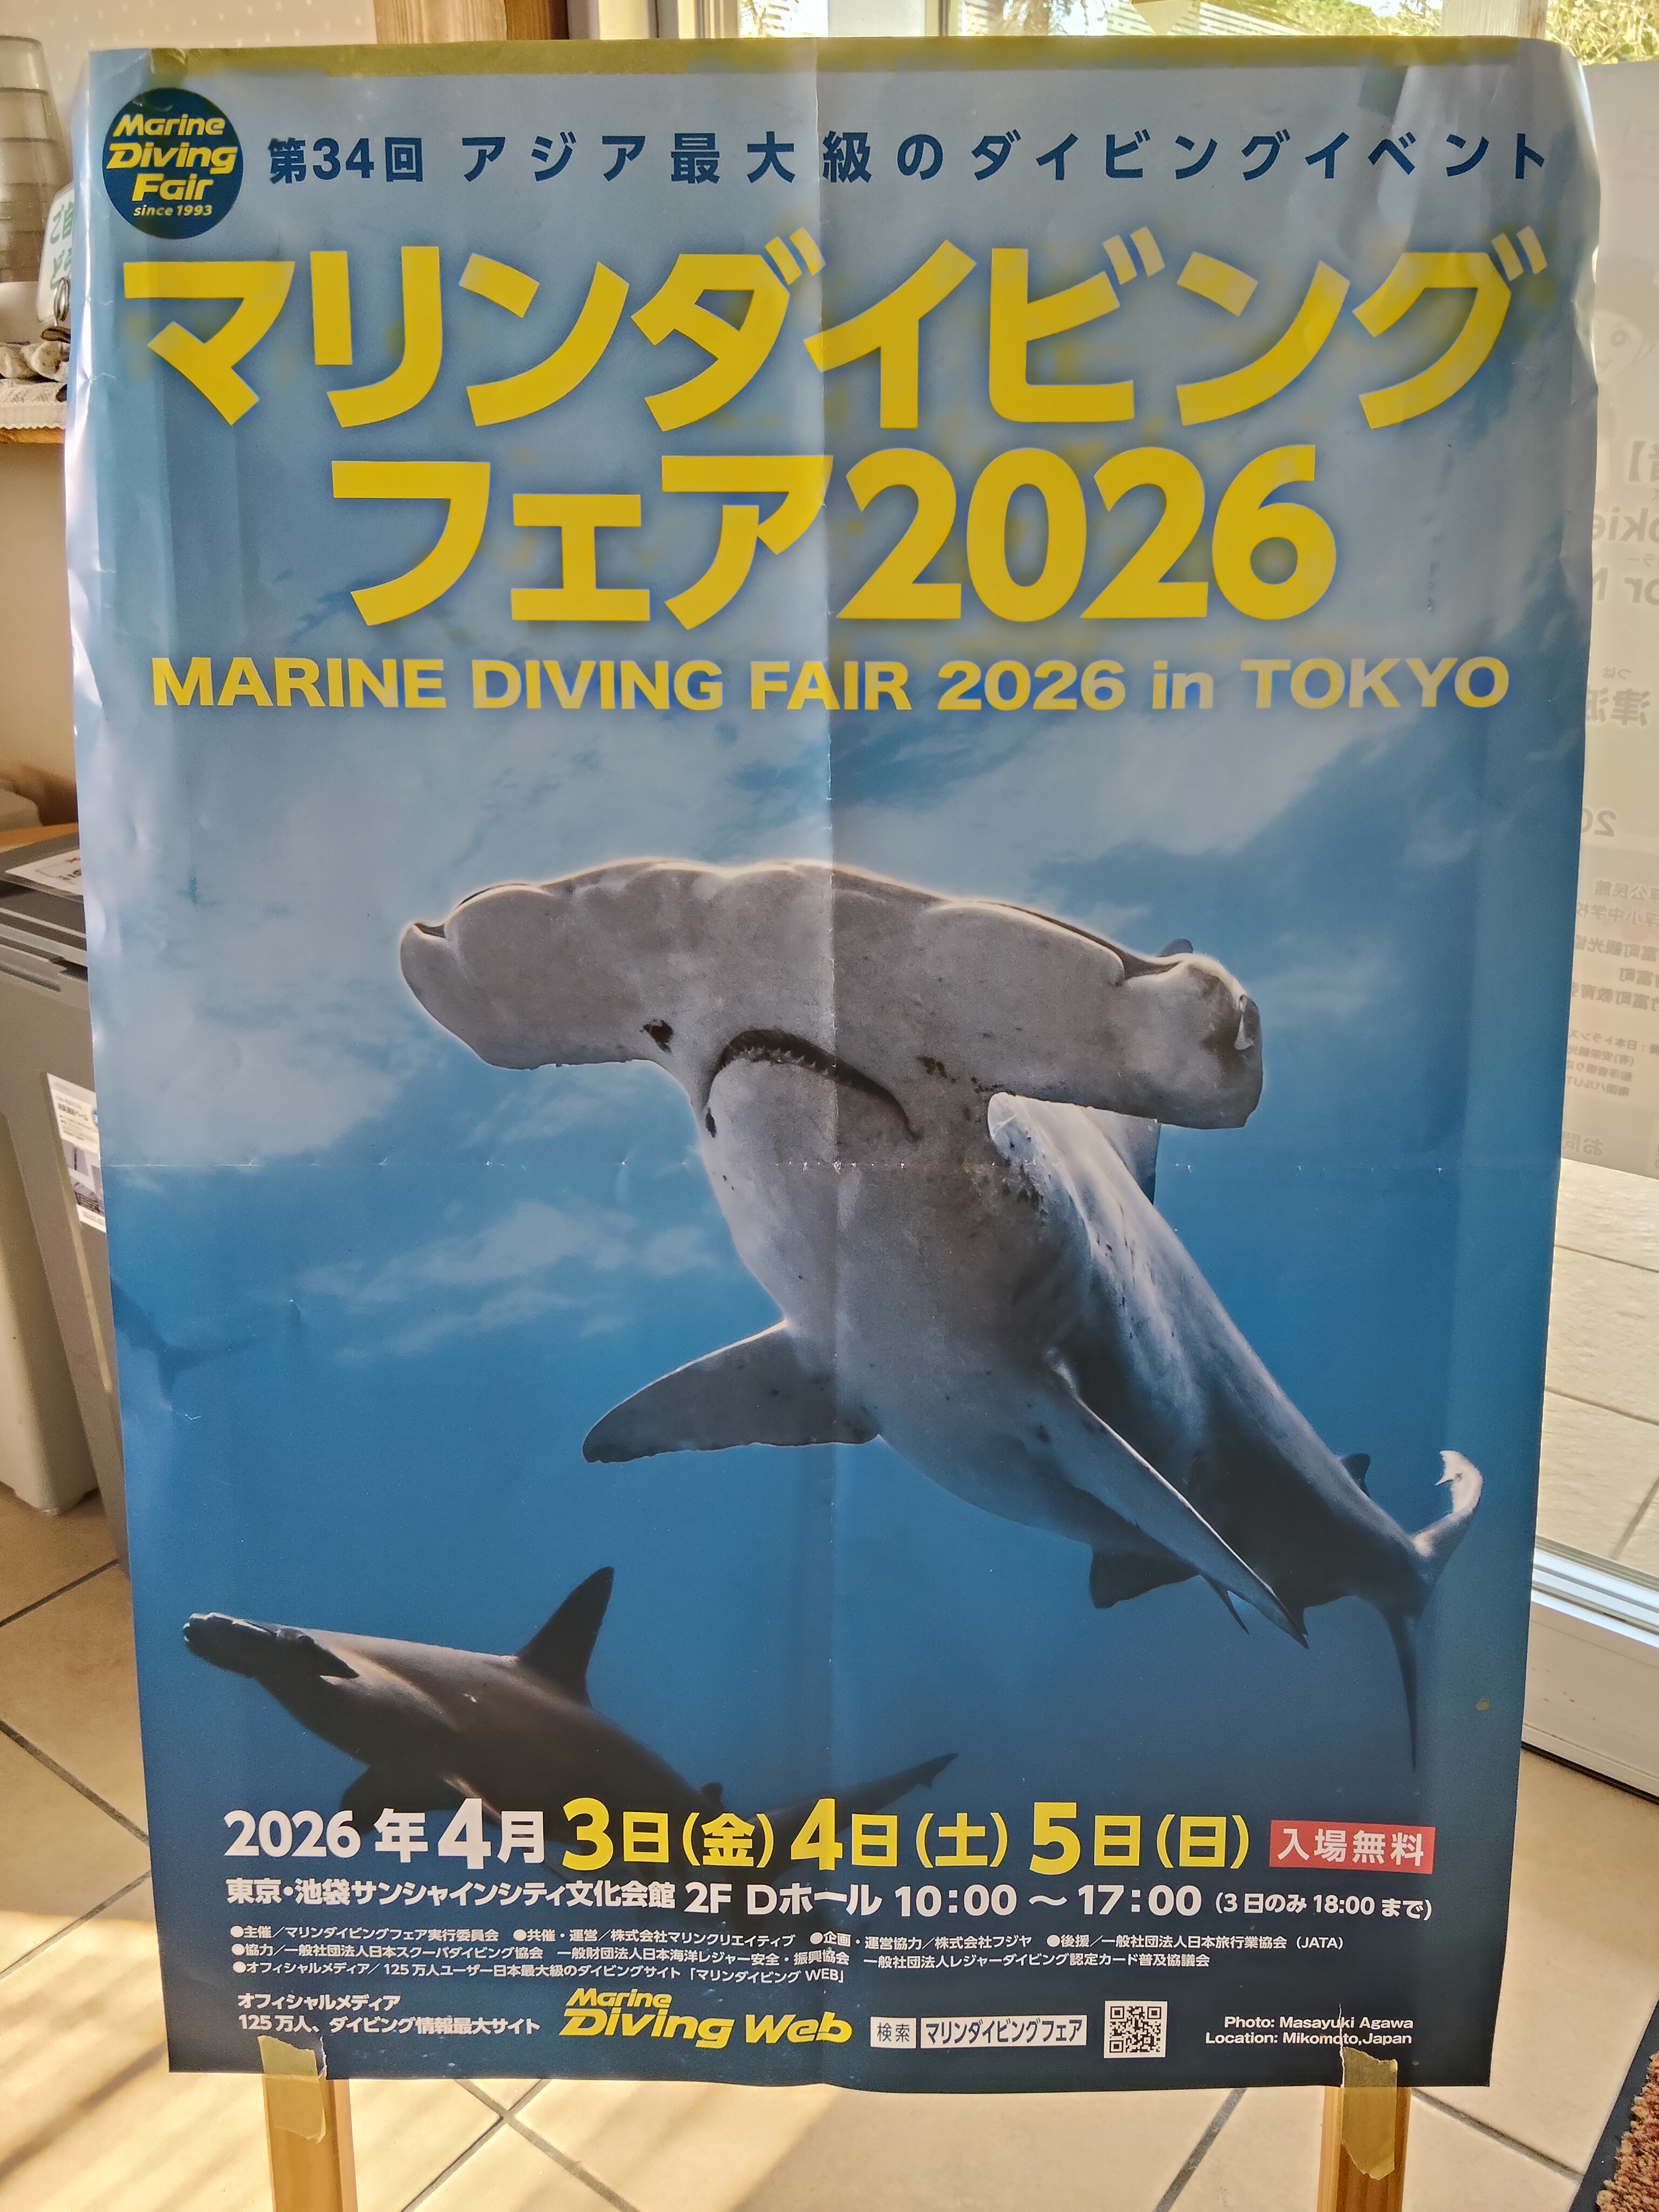 Marine
Diving
Fair
since 1993
第34回 アジア最大級のダイビングイベント
マリンダイビング
フェア2026
MARINE DIVING FAIR 2026 in TOKYO
2026年4月3日(金)4日(土)5日(日) 入場無料
東京・池袋サンシャインシティ文化会館 2F Dホール 10:00 〜 17:00 (3日のみ 18:00 まで)
●主催/マリンダイビングフェア実行委員会 ●共催・運営/株式会社マリンクリエイティブ ●企画・運営協力/株式会社フジヤ ●後援/一般社団法人日本旅行業協会 (JATA)
●協力/一般社団法人日本スクーバダイビング協会 一般財団法人日本海洋レジャー安全・振興協会 一般社団法人レジャーダイビング認定カード普及協議会
●オフィシャルメディア/125万人ユーザー日本最大級のダイビングサイト「マリンダイビング WEB」
オフィシャルメディア
125万人、ダイビング情報最大サイト
Marine
Diving Web
検索 マリンダイビングフェア
Photo: Masayuki Agawa
Location: Mikomoto,Japan